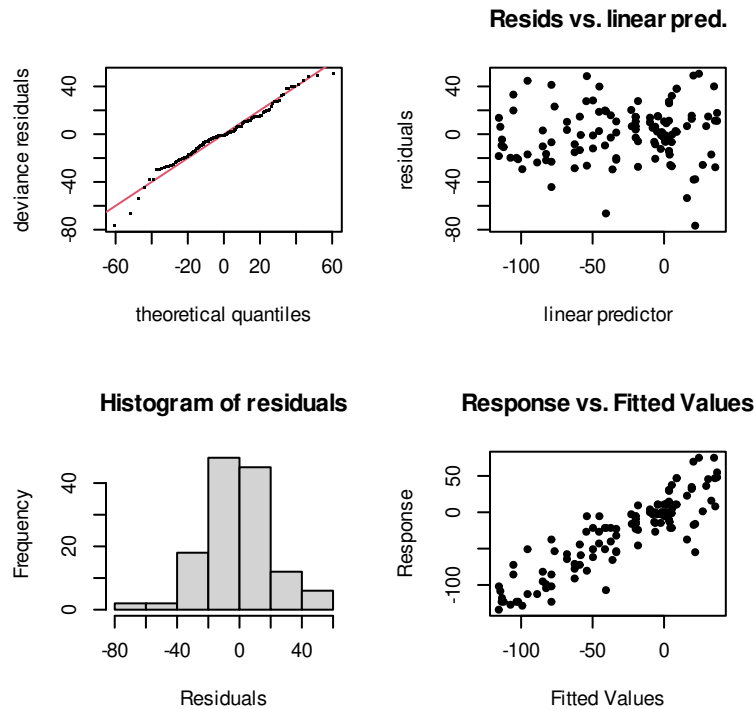 deviance residuals
40
0
-40
-80
-60
-20
0
20
60
theoretical quantiles
Resids vs. linear pred.
residuals
40
0
-40
-80
-100
-50
0
linear predictor
Histogram of residuals
Frequency
40
20
0
-80
-40
0
40
Residuals
Response vs. Fitted Values
Response
50
0
-100
-100
-50
0
Fitted Values